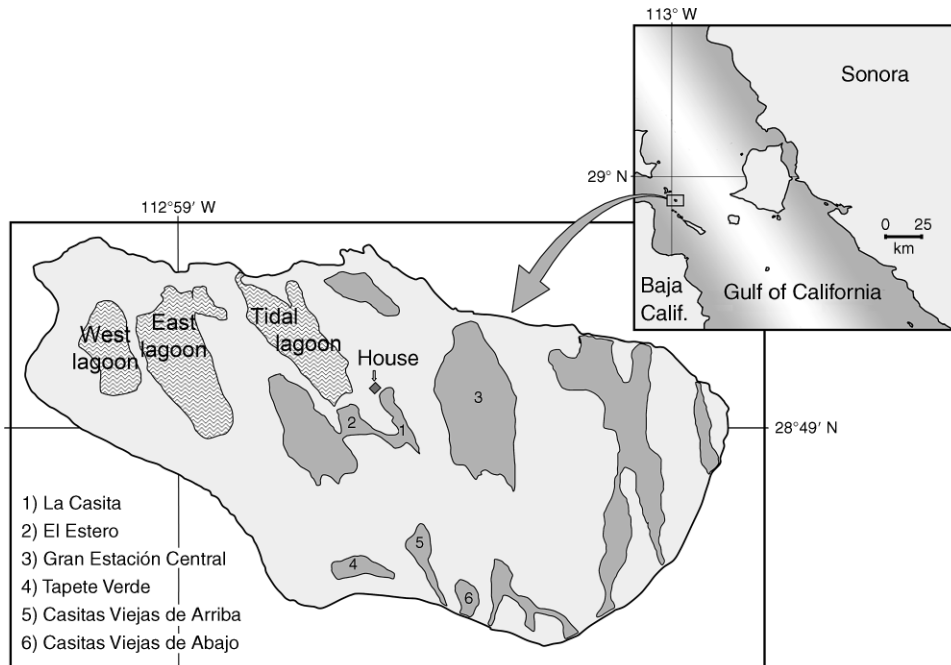 113° W
Sonora
29° N
0 25
km
Baja
Calif.
Gulf of California
112°59′ W
West
lagoon
East
lagoon
Tidal
lagoon
House
28°49′ N
1
2
3
4
5
6
1) La Casita
2) El Estero
3) Gran Estación Central
4) Tapete Verde
5) Casitas Viejas de Arriba
6) Casitas Viejas de Abajo